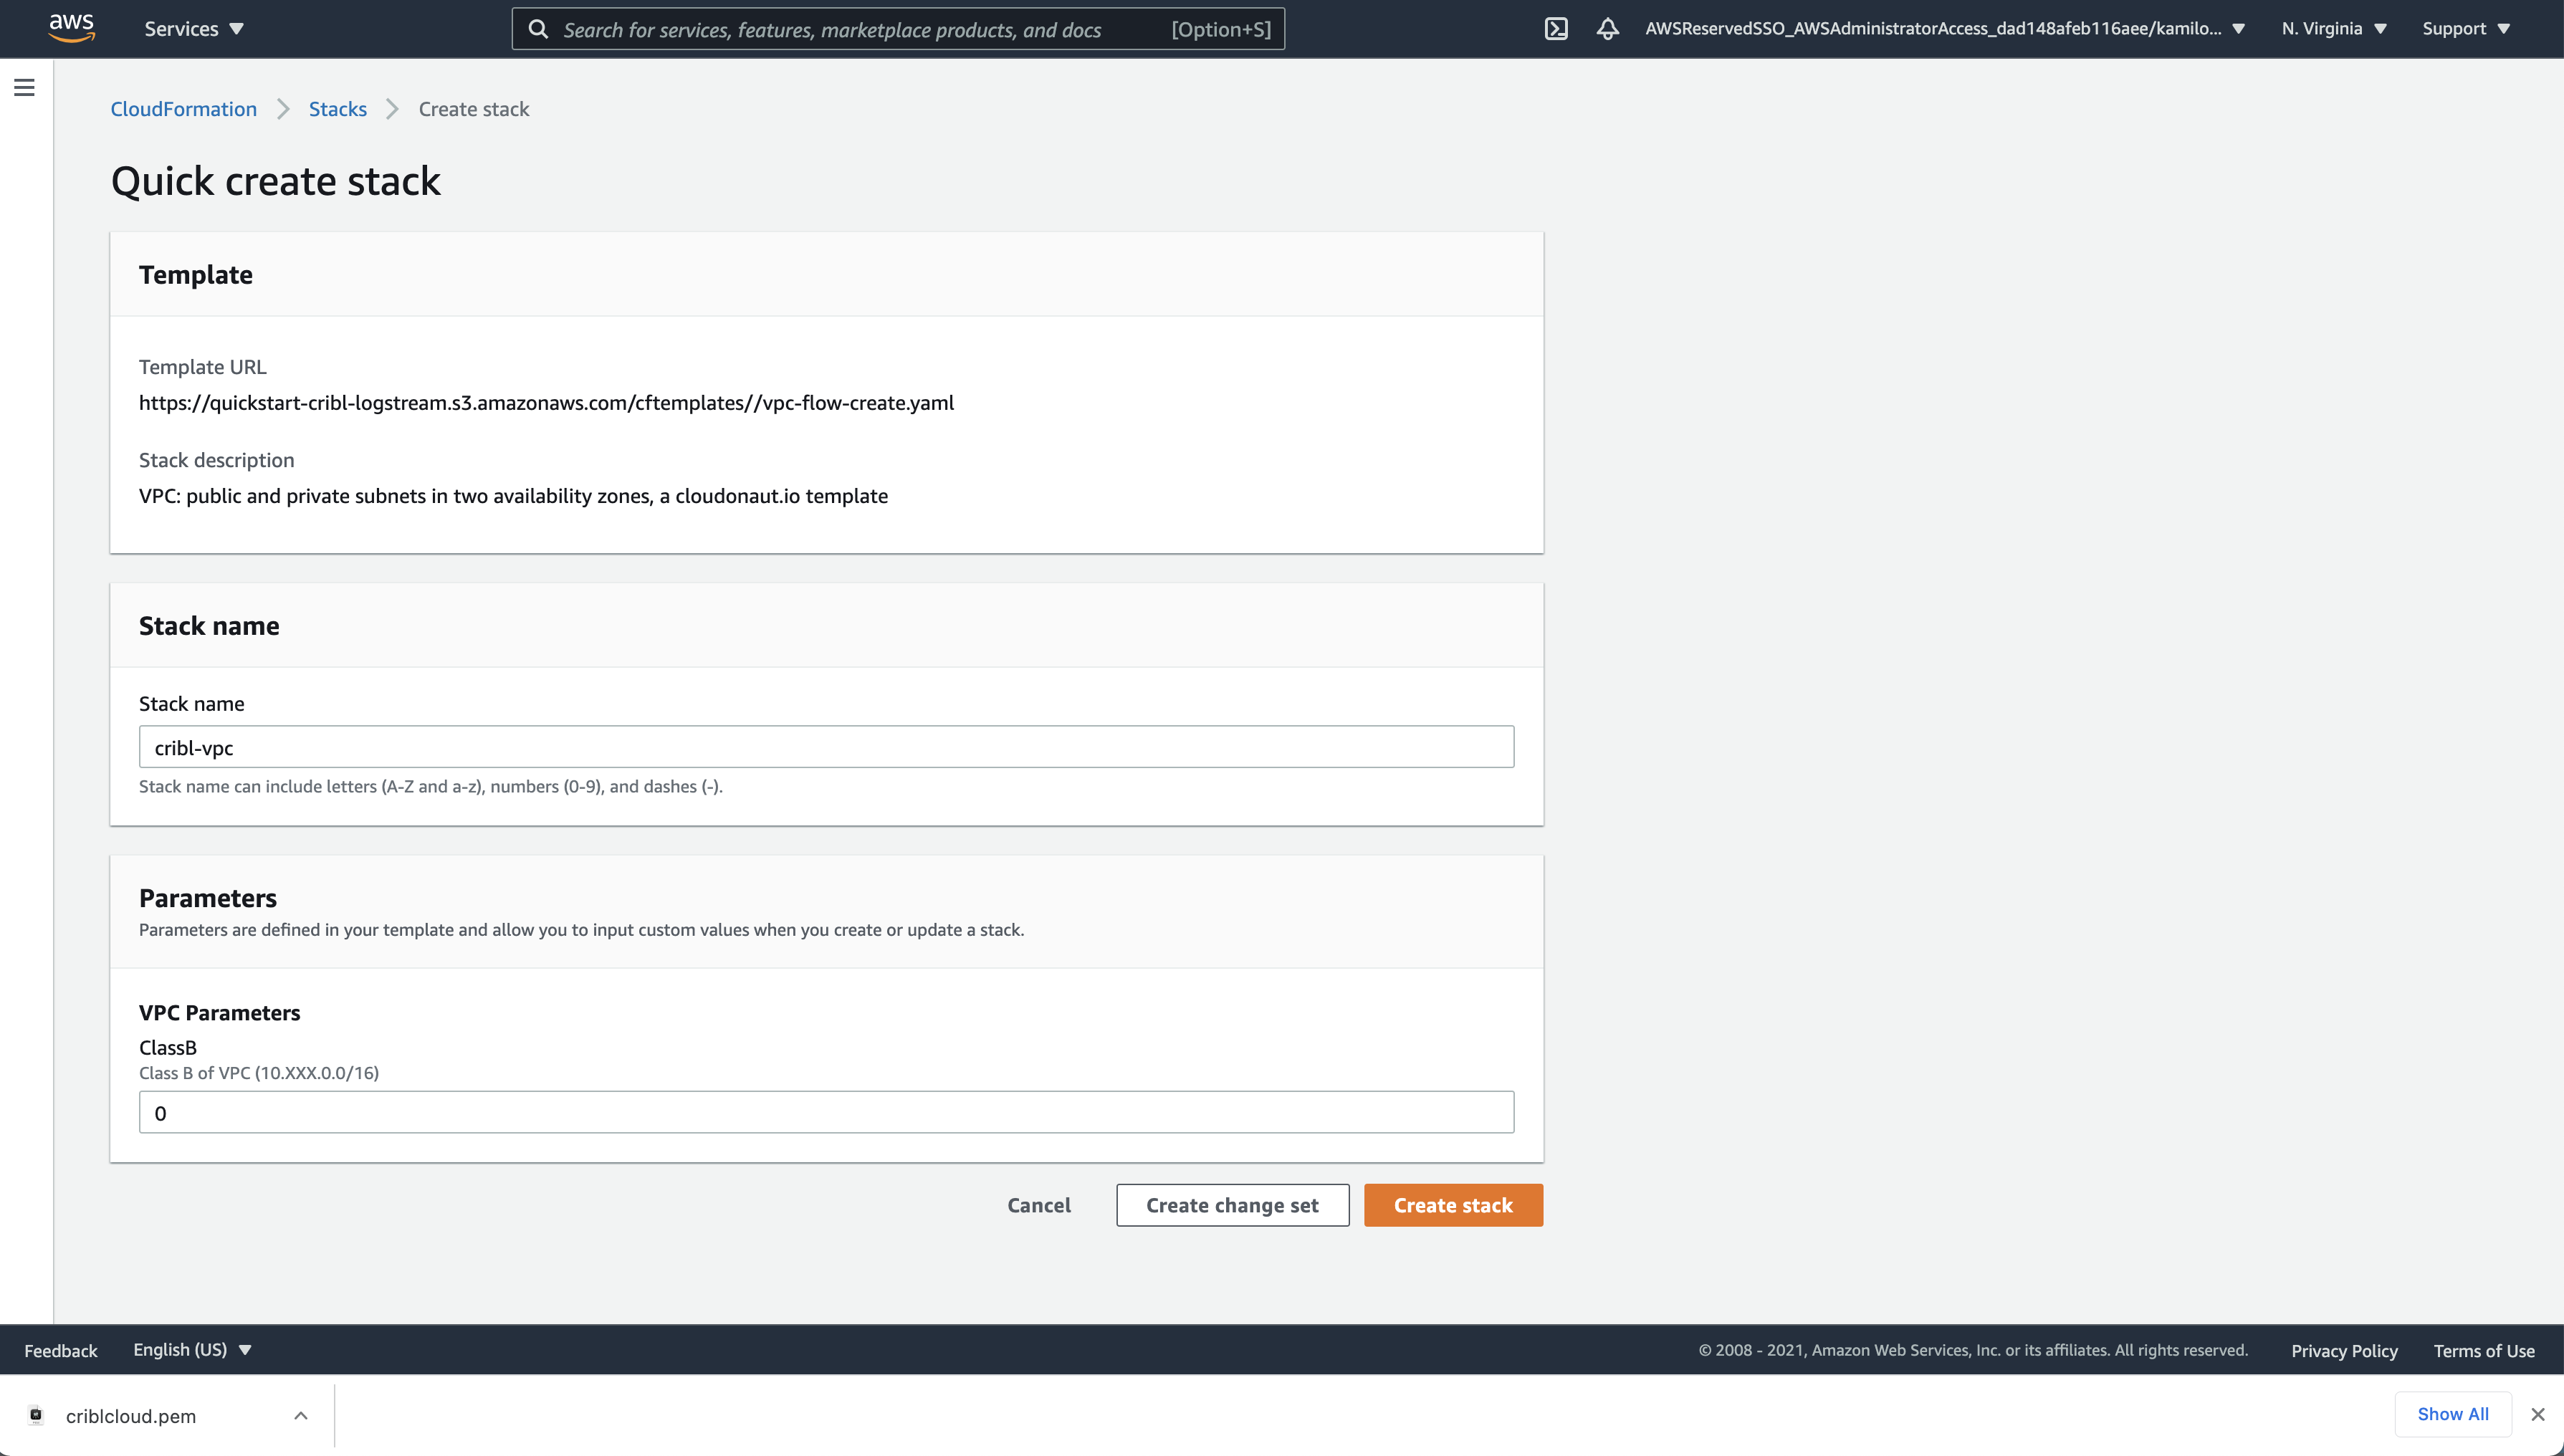 aws
Services
Search for services, features, marketplace products, and docs
[Option+S]
AWSReservedSSO_AWSAdministratorAccess_dad148afeb116aee/kamilo...
N. Virginia
Support
CloudFormation
Stacks
Create stack
Quick create stack
Template
Template URL
https://quickstart-cribl-logstream.s3.amazonaws.com/cftemplates//vpc-flow-create.yaml
Stack description
VPC: public and private subnets in two availability zones, a cloudonaut.io template
Stack name
Stack name
cribl-vpc
Stack name can include letters (A-Z and a-z), numbers (0-9), and dashes (-).
Parameters
Parameters are defined in your template and allow you to input custom values when you create or update a stack.
VPC Parameters
ClassB
Class B of VPC (10.XXX.0.0/16)
0
Cancel
Create change set
Create stack
Feedback
English (US)
© 2008 - 2021, Amazon Web Services, Inc. or its affiliates. All rights reserved.
Privacy Policy
Terms of Use
criblcloud.pem
Show All